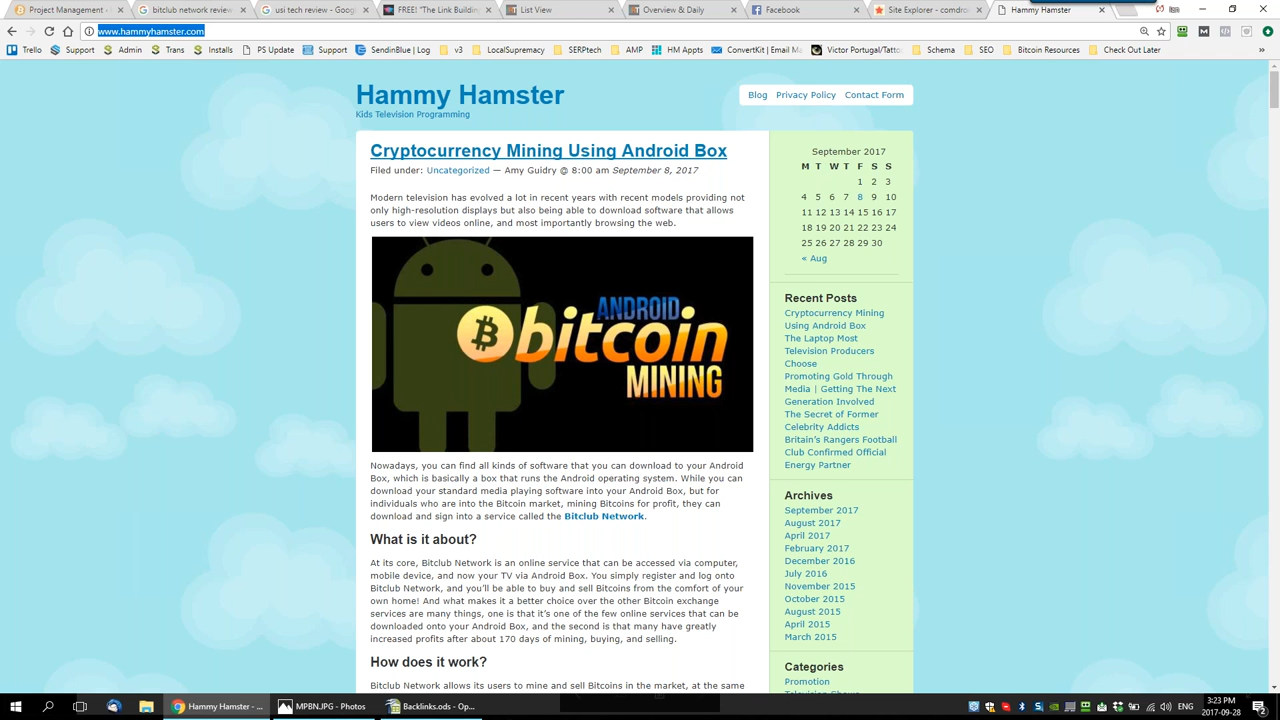 Project Management -
bitclub network review
usi tech review - Goog
FREE! "The Link Building
List View
Overview & Daily
Facebook
Site Explorer - comdro
Hammy Hamster
www.hammyhamster.com
Trello
Support
Admin
Trans
Installs
PS Update
Support
SendinBlue | Log
v3
LocalSupremacy
SERPtech
AMP
HM Apps
ConvertKit | Email Ma
Victor Portugal/Tattoo
Schema
SEO
Bitcoin Resources
Check Out Later
Hammy Hamster
Kids Television Programming
Blog Privacy Policy Contact Form
Cryptocurrency Mining Using Android Box
Filed under: Uncategorized — Amy Guidry @ 8:00 am September 8, 2017
Modern television has evolved a lot in recent years with recent models providing not
only high-resolution displays but also being able to download software that allows
users to view videos online, and most importantly browsing the web.
ANDROID
bitcoin
MINING
Nowadays, you can find all kinds of software that you can download to your Android
Box, which is basically a box that runs the Android operating system. While you can
download your standard media playing software into your Android Box, but for
individuals who are into the Bitcoin market, mining Bitcoins for profit, they can
download and sign into a service called the Bitclub Network.
What is it about?
At its core, Bitclub Network is an online service that can be accessed via computer,
mobile device, and now your TV via Android Box. You simply register and log onto
Bitclub Network, and you'll be able to buy and sell Bitcoins from the comfort of your
own home! And what makes it a better choice over the other Bitcoin exchange
services are many things, one is that it's one of the few online services that can be
downloaded onto your Android Box, and the second is that many have greatly
increased profits after about 170 days of mining, buying, and selling.
How does it work?
Bitclub Network allows its users to mine and sell Bitcoins in the market, at the same
September 2017
M T W T F S S
1 2 3
4 5 6 7 8 9 10
11 12 13 14 15 16 17
18 19 20 21 22 23 24
25 26 27 28 29 30
« Aug
Recent Posts
Cryptocurrency Mining
Using Android Box
The Laptop Most
Television Producers
Choose
Promoting Gold Through
Media | Getting The Next
Generation Involved
The Secret of Former
Celebrity Addicts
Britain's Rangers Football
Club Confirmed Official
Energy Partner
Archives
September 2017
August 2017
April 2017
February 2017
December 2016
July 2016
November 2015
October 2015
August 2015
April 2015
March 2015
Categories
Promotion
Television Shows
Hammy Hamster - ...
MPBN.JPG - Photos
Backlinks.ods - Op...
ENG
3:23 PM
2017-09-28